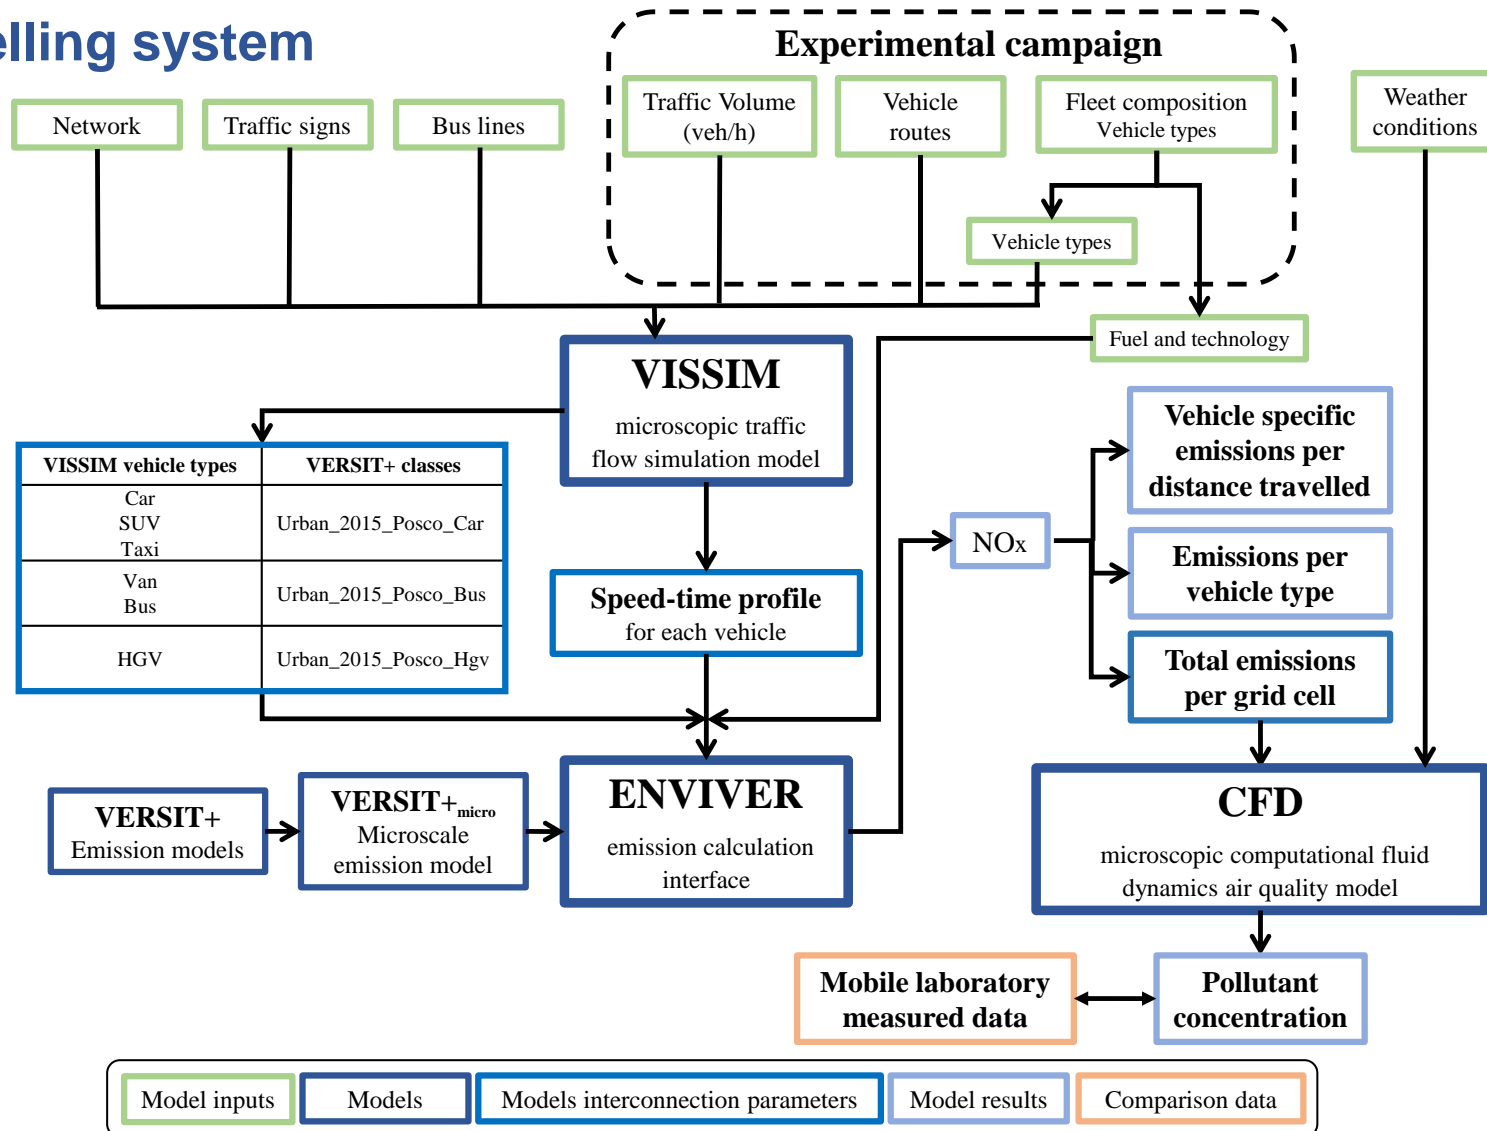 elling system
Experimental campaign
Network
Traffic signs
Bus lines
Traffic Volume
(veh/h)
Vehicle
routes
Fleet composition
Vehicle types
Weather
conditions
Vehicle types
Fuel and technology
VISSIM
microscopic traffic
flow simulation model
VISSIM vehicle types
VERSIT+ classes
Car
SUV
Taxi
Urban_2015_Posco_Car
Van
Bus
Urban_2015_Posco_Bus
HGV
Urban_2015_Posco_Hgv
Speed-time profile
for each vehicle
NOx
Vehicle specific
emissions per
distance travelled
Emissions per
vehicle type
Total emissions
per grid cell
VERSIT+
Emission models
VERSIT+micro
Microscale
emission model
ENVIVER
emission calculation
interface
CFD
microscopic computational fluid
dynamics air quality model
Mobile laboratory
measured data
Pollutant
concentration
Model inputs
Models
Models interconnection parameters
Model results
Comparison data